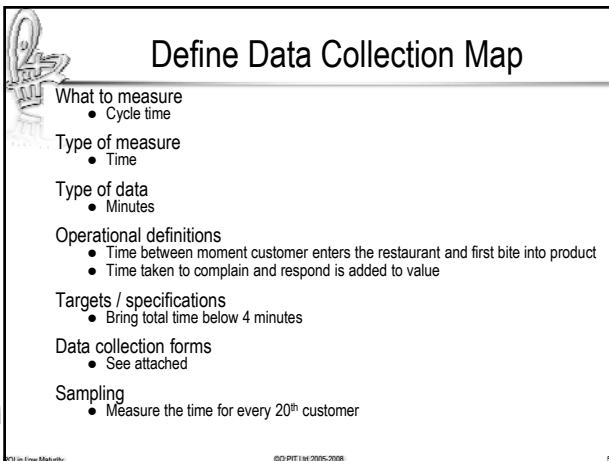 Define Data Collection Map
What to measure
● Cycle time
Type of measure
● Time
Type of data
● Minutes
Operational definitions
● Time between moment customer enters the restaurant and first bite into product
● Time taken to complain and respond is added to value
Targets / specifications
● Bring total time below 4 minutes
Data collection forms
● See attached
Sampling
● Measure the time for every 20th customer
in Low Maturity
Ltd 2005-2008